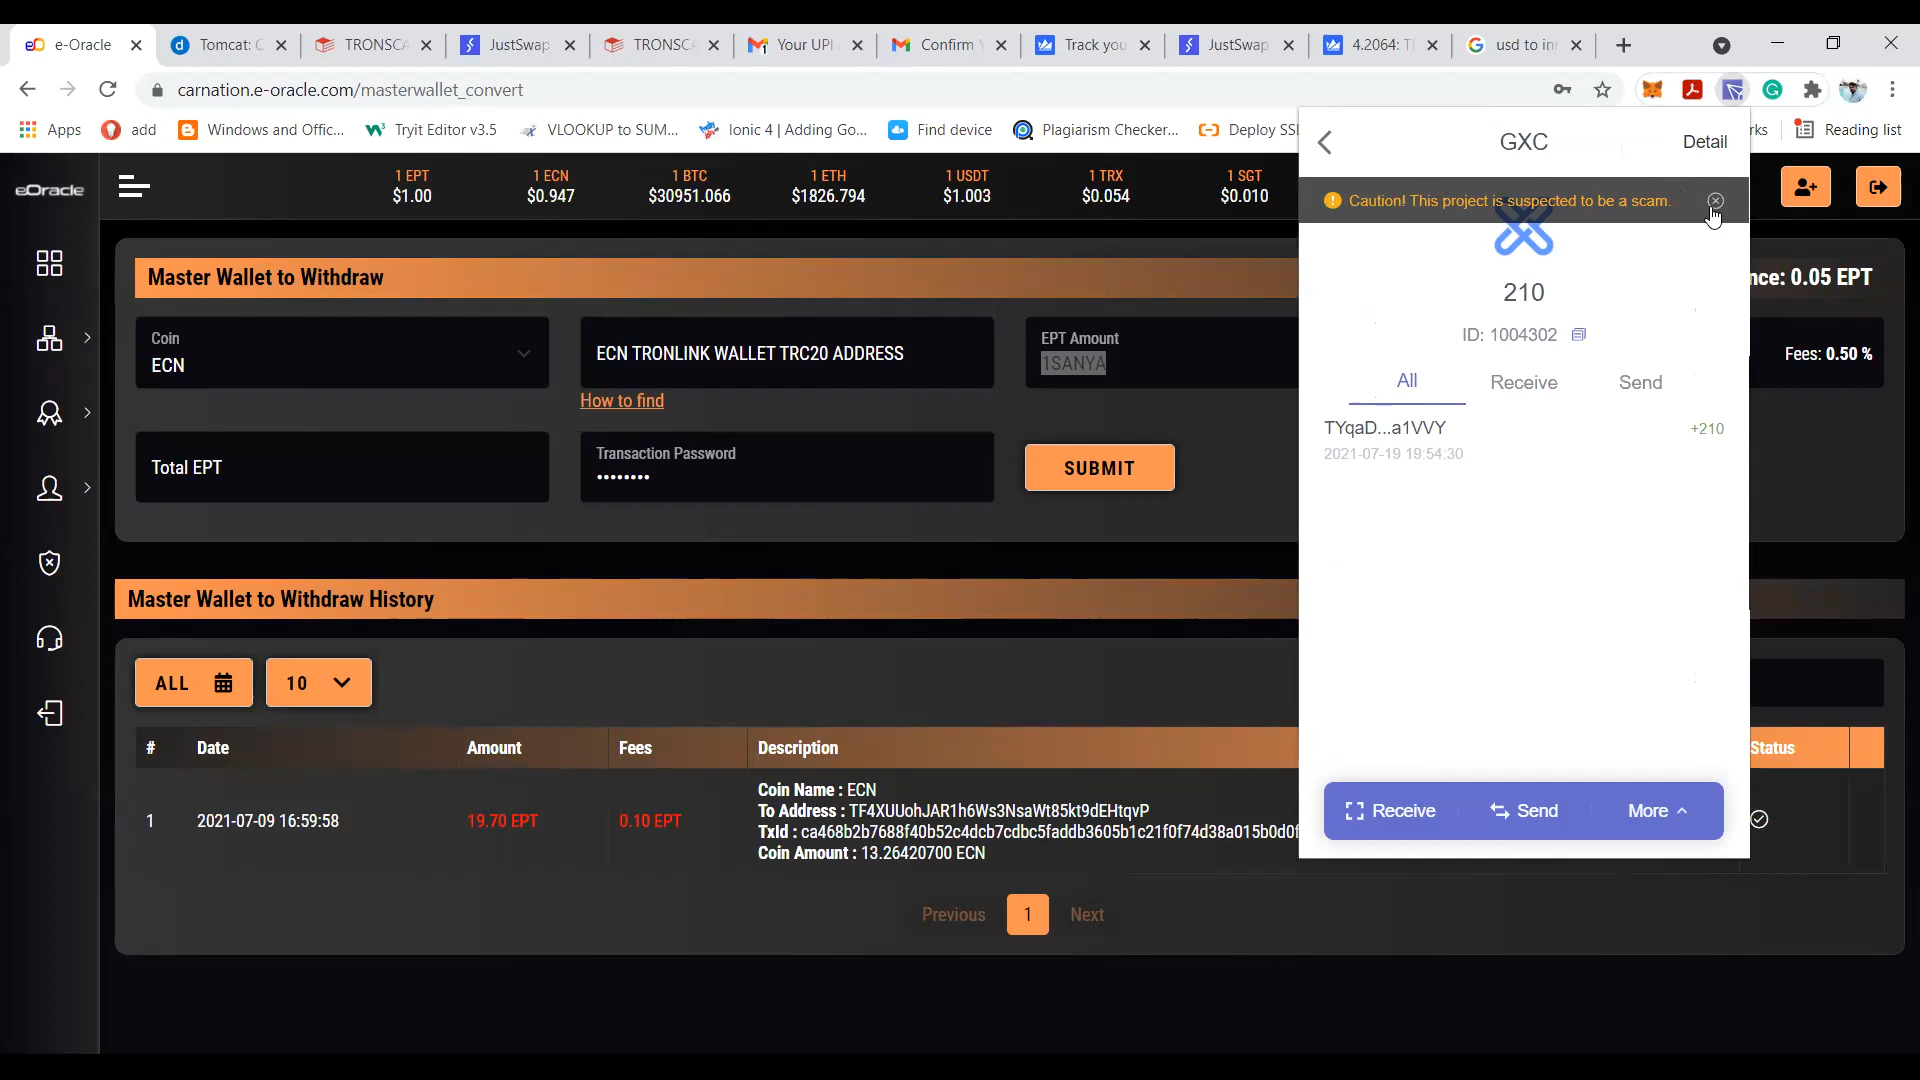 e-Oracle
Tomcat: C
TRONSCA
JustSwap
TRONSCA
Your UPI
Confirm Y
Track you
JustSwap
4.2064: T
usd to in
carnation.e-oracle.com/masterwallet_convert
Apps
add
Windows and Offic...
Tryit Editor v3.5
VLOOKUP to SUM...
Ionic 4 | Adding Go...
Find device
Plagiarism Checker...
Deploy SSL
rks
Reading list
eOracle
1 EPT
$1.00
1 ECN
$0.947
1 BTC
$30951.066
1 ETH
$1826.794
1 USDT
$1.003
1 TRX
$0.054
1 SGT
$0.010
Master Wallet to Withdraw
nce: 0.05 EPT
Coin
ECN
ECN TRONLINK WALLET TRC20 ADDRESS
How to find
EPT Amount
1SANYA
Fees: 0.50 %
Total EPT
Transaction Password
••••••••
SUBMIT
Master Wallet to Withdraw History
ALL
10
# Date Amount Fees Description Status
1 2021-07-09 16:59:58 19.70 EPT 0.10 EPT
Coin Name : ECN
To Address : TF4XUUohJAR1h6Ws3NsaWt85kt9dEHtqvP
TxId : ca468b2b7688f40b52c4dcb7cdbc5faddb3605b1c21f0f74d38a015b0d0f
Coin Amount : 13.26420700 ECN
Previous 1 Next
GXC
Detail
Caution! This project is suspected to be a scam.
210
ID: 1004302
All Receive Send
TYqaD...a1VVY +210
2021-07-19 19:54:30
Receive Send More